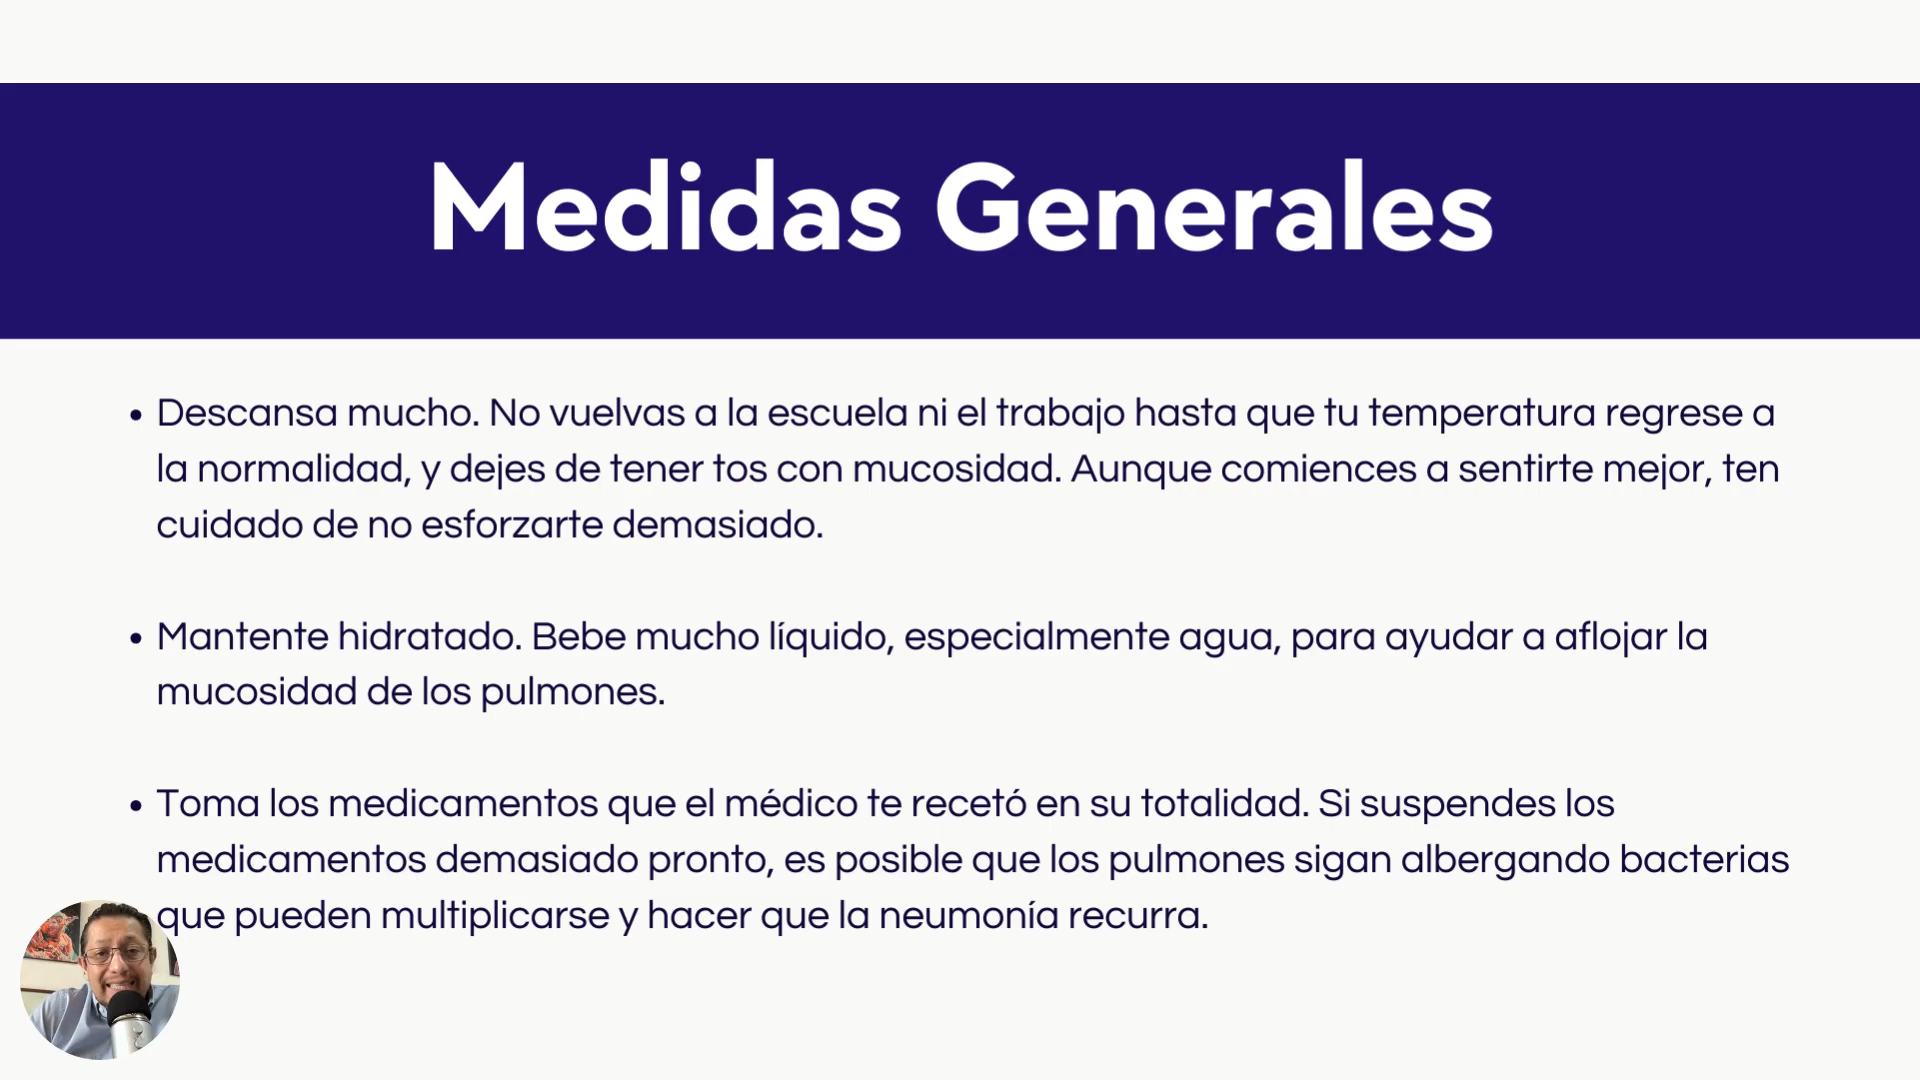 Medidas Generales
• Descansa mucho. No vuelvas a la escuela ni el trabajo hasta que tu temperatura regrese a
la normalidad, y dejes de tener tos con mucosidad. Aunque comiences a sentirte mejor, ten
cuidado de no esforzarte demasiado.
• Mantente hidratado. Bebe mucho líquido, especialmente agua, para ayudar a aflojar la
mucosidad de los pulmones.
• Toma los medicamentos que el médico te recetó en su totalidad. Si suspendes los
medicamentos demasiado pronto, es posible que los pulmones sigan albergando bacterias
que pueden multiplicarse y hacer que la neumonía recurra.